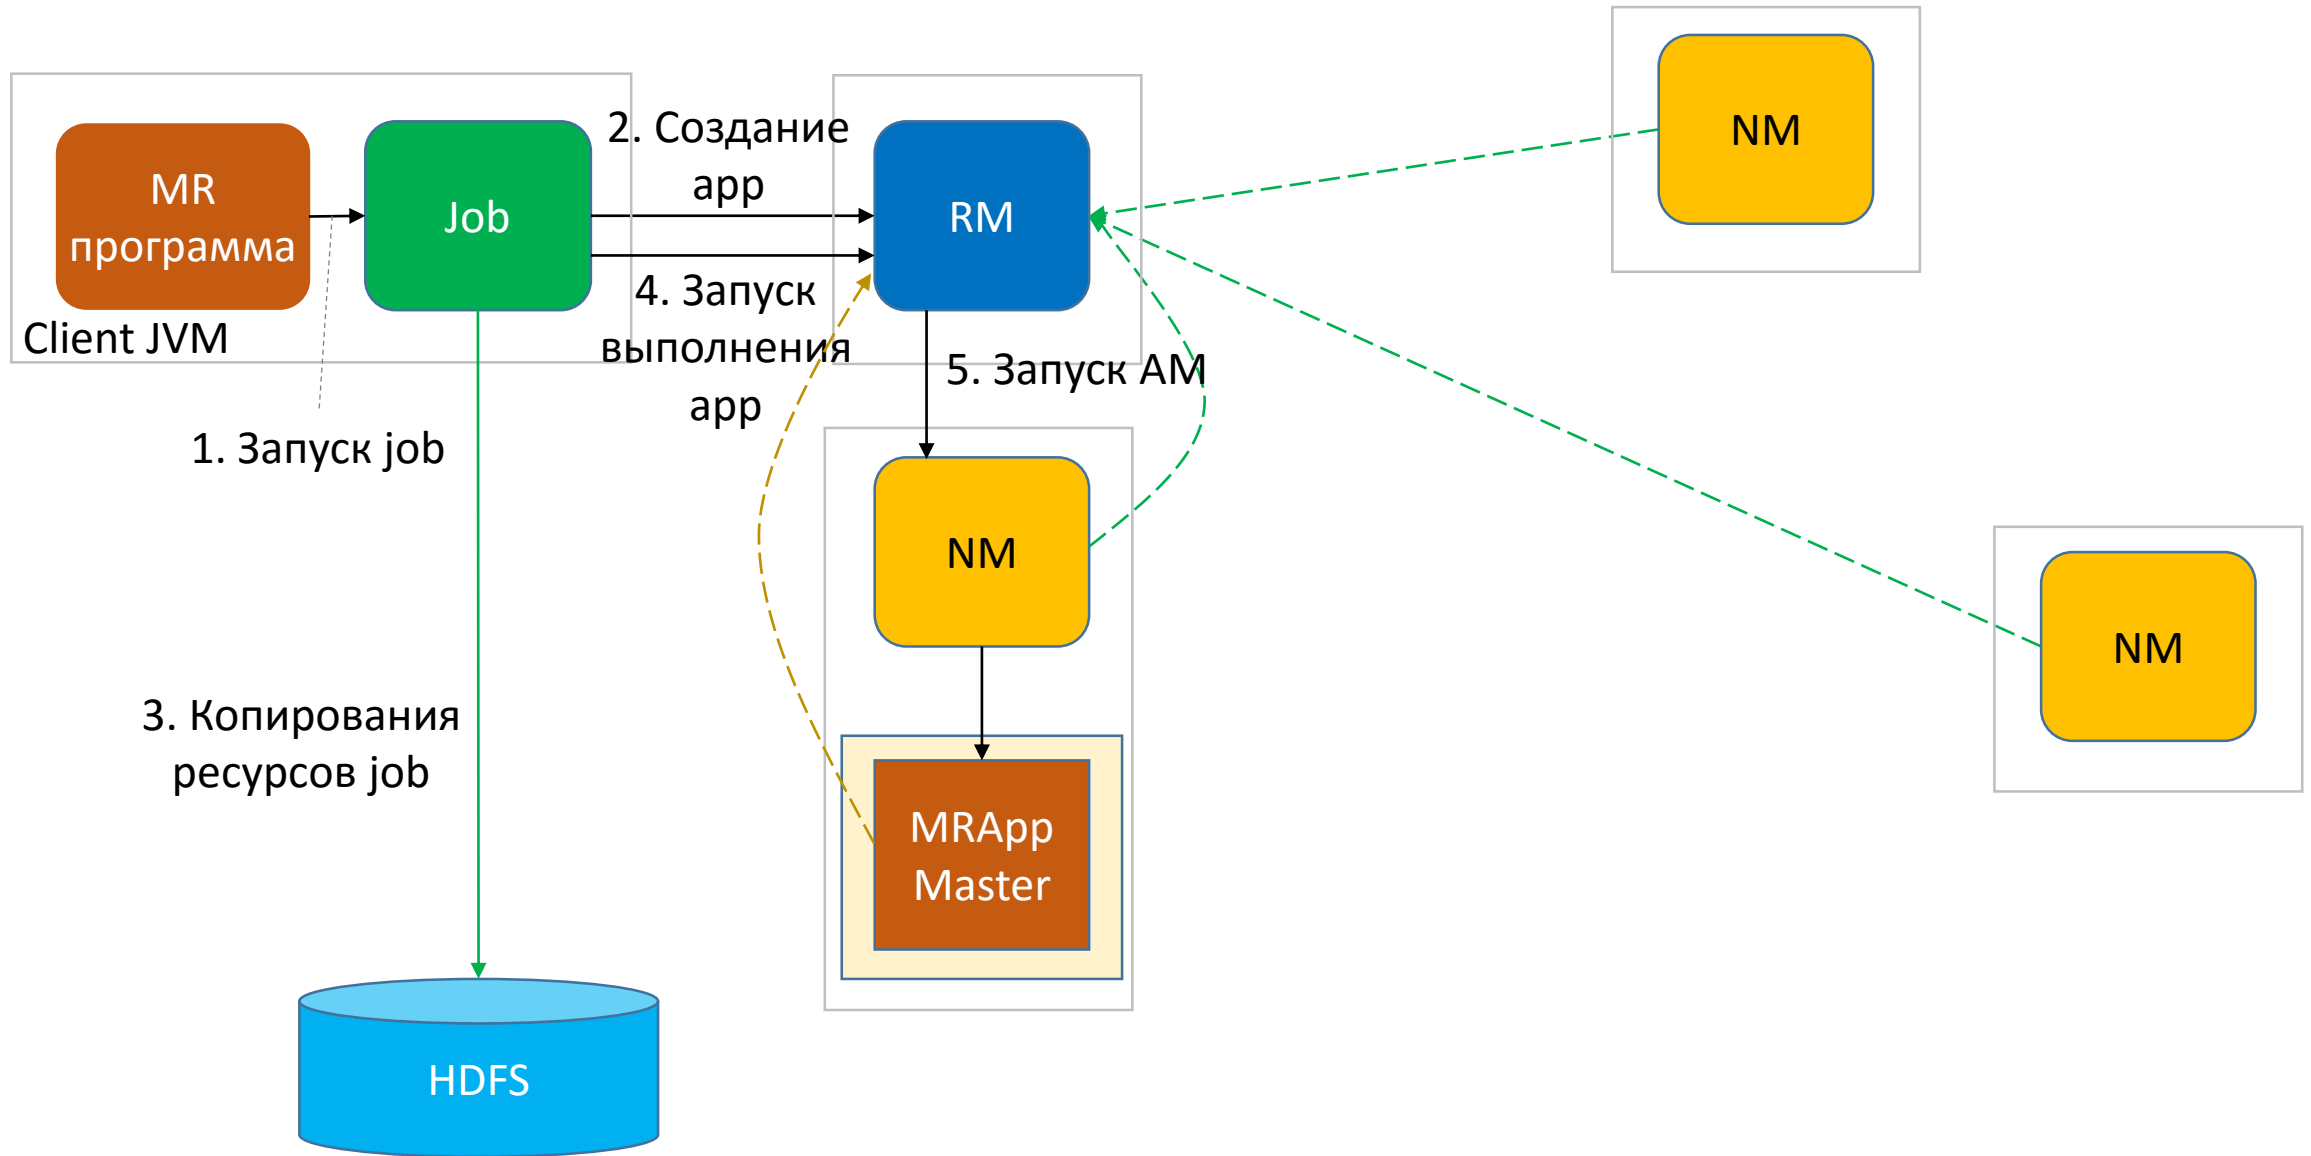 MR
программа
Job
Client JVM
1. Запуск job
2. Создание
app
4. Запуск
выполнения
app
RM
5. Запуск AM
NM
NM
NM
3. Копирования
ресурсов job
MRApp
Master
HDFS